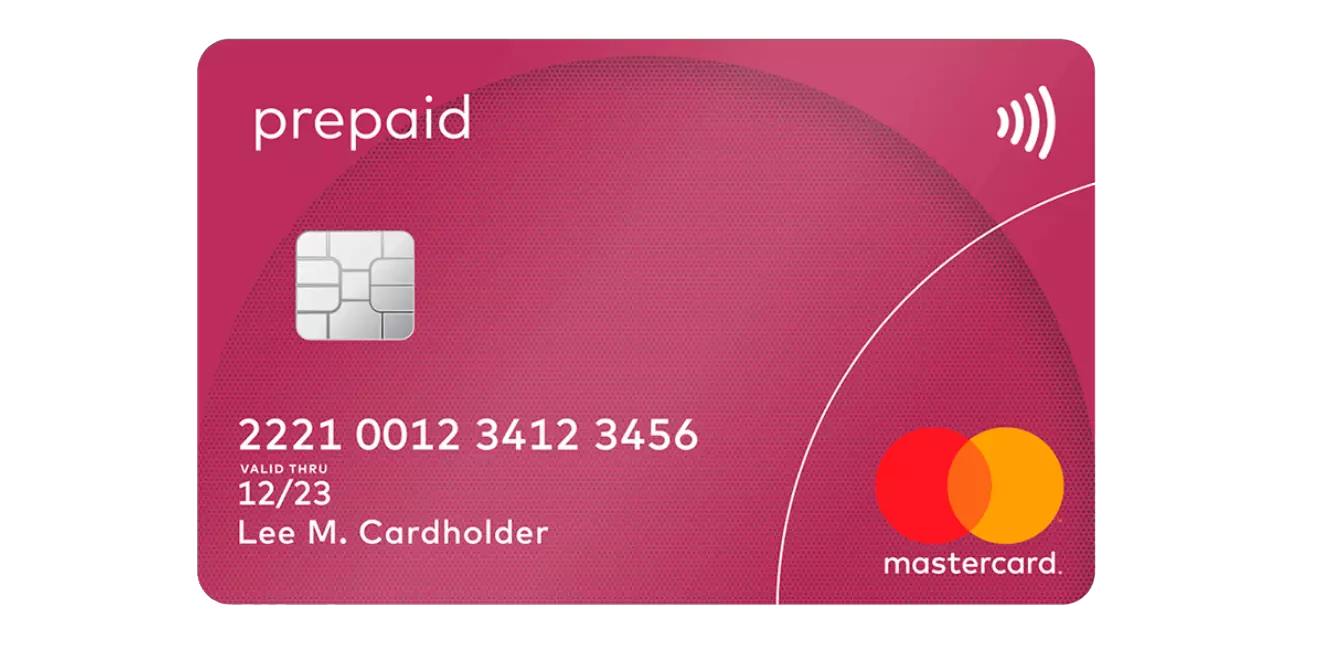 prepaid
2221 0012 3412 3456
VALID THRU
12/23
Lee M. Cardholder
mastercard.